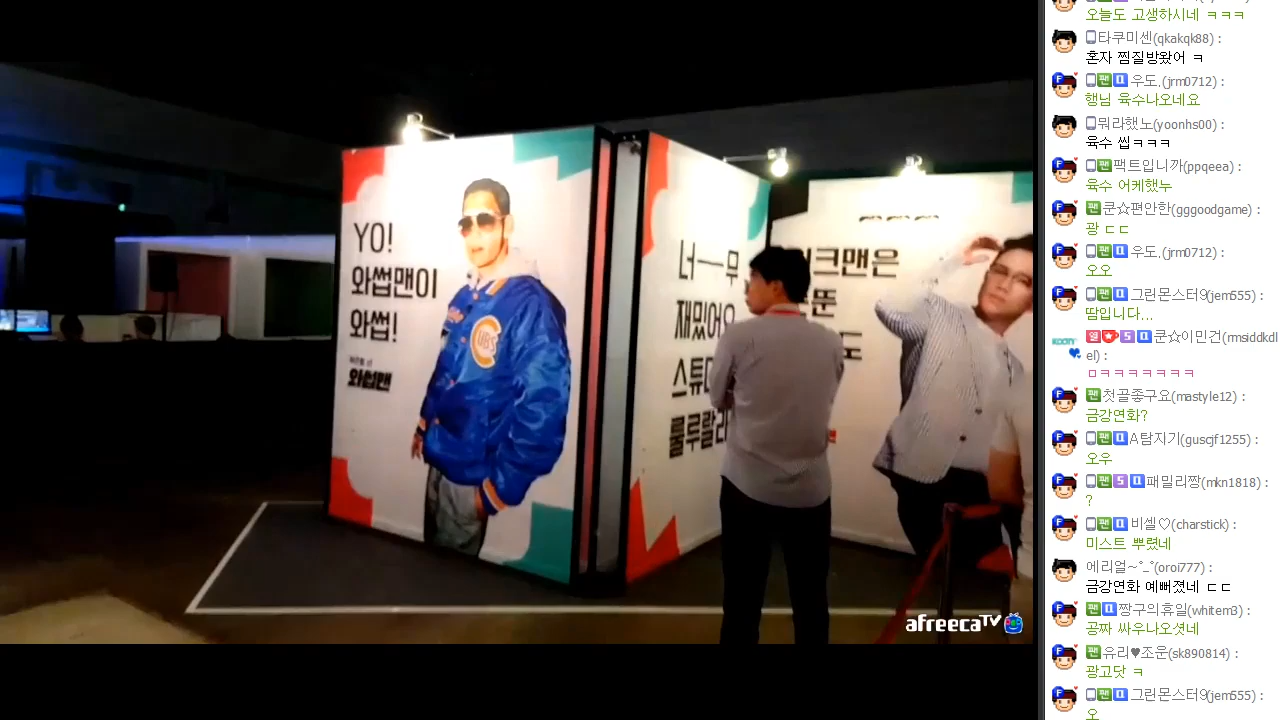 YO!
와썹맨이
와썹!
와썹맨
너ㅡ무
재밌어요
스튜
룰루랄라
크맨은
뚠
CUBS
afreecaTV
오늘도 고생하시네 ㅋㅋㅋ
타쿠미센(qkakqk88) :
혼자 찜질방왔어 ㅋ
F 팬 Q 우도.(jrm0712) :
행님 육수나오네요
뭐라했노(yoonhs00) :
육수 씹ㅋㅋㅋ
F 팬 팩트입니까(ppqeea) :
육수 어케했누
F 팬 쿤☆편안한(gggoodgame) :
광 ㄷㄷ
F 팬 Q 우도.(jrm0712) :
오오
F 팬 Q 그린몬스터9(jem555) :
땀입니다...
열 S Q 쿤☆이민건(rmsiddkdl
el) :
ㅁㅋㅋㅋㅋㅋㅋㅋ
F 팬 첫골종구요(mastyle12) :
금강연화?
F 팬 Q A탐지기(guscjf1255) :
오우
F 팬 S Q 패밀리짱(mkn1818) :
?
F 팬 Q 비셀♡(charstick) :
미스트 뿌렸네
에리얼~^_^(oroi777) :
금강연화 예뻐졌네 ㄷㄷ
F 팬 Q 짱구의휴일(whitem3) :
공짜 싸우나오셧네
F 팬 유리♥조운(sk890814) :
광고닷 ㅋ
F 팬 Q 그린몬스터9(jem555) :
오